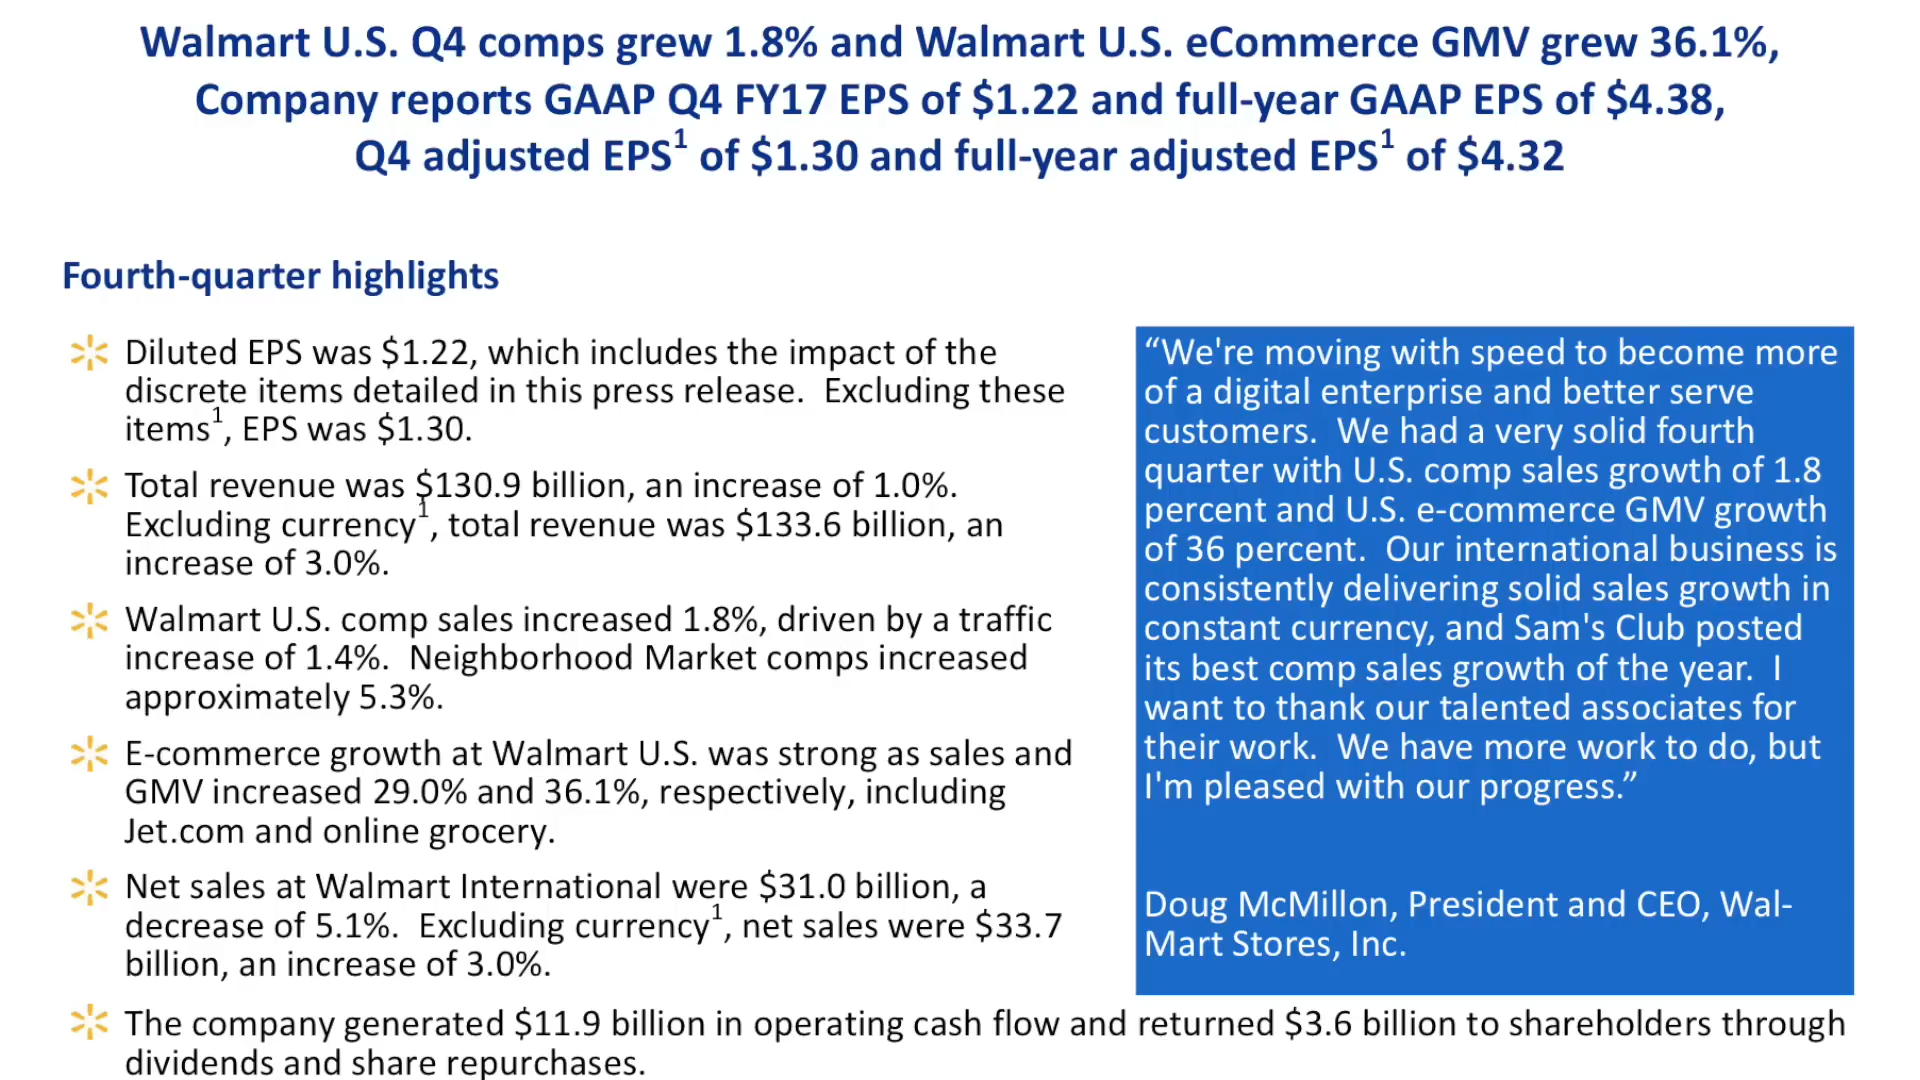 Walmart U.S. Q4 comps grew 1.8% and Walmart U.S. eCommerce GMV grew 36.1%,
Company reports GAAP Q4 FY17 EPS of $1.22 and full-year GAAP EPS of $4.38,
Q4 adjusted EPS1 of $1.30 and full-year adjusted EPS1 of $4.32
Fourth-quarter highlights
Diluted EPS was $1.22, which includes the impact of the
discrete items detailed in this press release.  Excluding these
items1, EPS was $1.30.
Total revenue was $130.9 billion, an increase of 1.0%.
Excluding currency1, total revenue was $133.6 billion, an
increase of 3.0%.
Walmart U.S. comp sales increased 1.8%, driven by a traffic
increase of 1.4%.  Neighborhood Market comps increased
approximately 5.3%.
E-commerce growth at Walmart U.S. was strong as sales and
GMV increased 29.0% and 36.1%, respectively, including
Jet.com and online grocery.
Net sales at Walmart International were $31.0 billion, a
decrease of 5.1%.  Excluding currency1, net sales were $33.7
billion, an increase of 3.0%.
The company generated $11.9 billion in operating cash flow and returned $3.6 billion to shareholders through
dividends and share repurchases.
“We're moving with speed to become more
of a digital enterprise and better serve
customers.  We had a very solid fourth
quarter with U.S. comp sales growth of 1.8
percent and U.S. e-commerce GMV growth
of 36 percent.  Our international business is
consistently delivering solid sales growth in
constant currency, and Sam's Club posted
its best comp sales growth of the year.  I
want to thank our talented associates for
their work.  We have more work to do, but
I'm pleased with our progress.”
Doug McMillon, President and CEO, Wal-
Mart Stores, Inc.